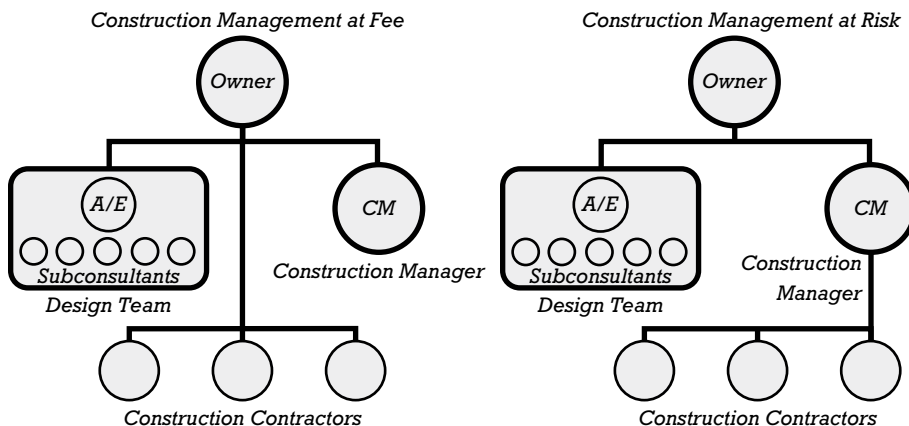 Construction Management at Fee
Owner
A/E
Subconsultants
Design Team
CM
Construction Manager
Construction Contractors
Construction Management at Risk
Owner
A/E
Subconsultants
Design Team
CM
Construction
Manager
Construction Contractors